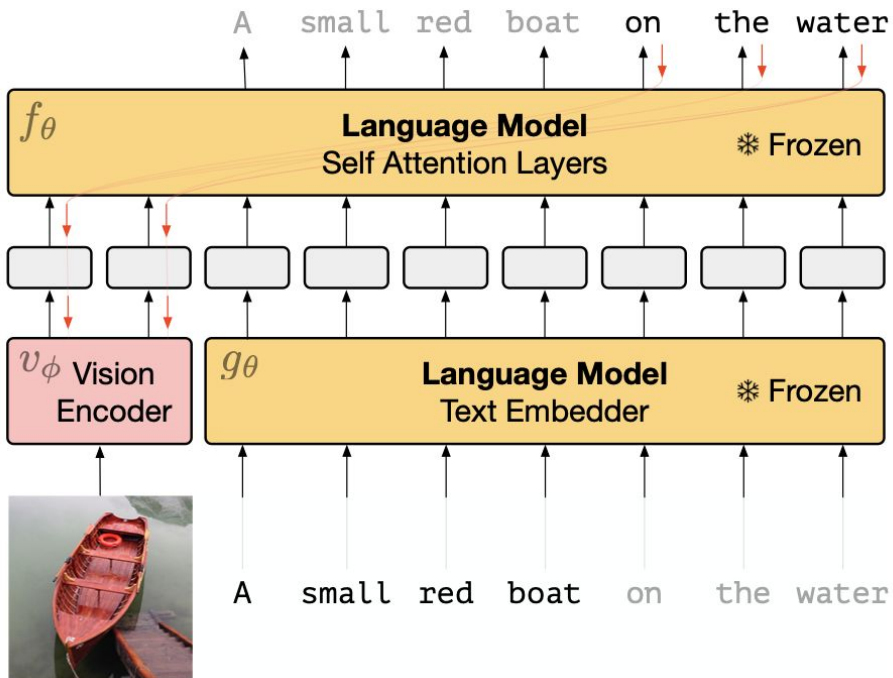 A small red boat on the water
fθ
Language Model
Self Attention Layers
❄ Frozen
vϕ
Vision
Encoder
gθ
Language Model
Text Embedder
❄ Frozen
A small red boat on the water